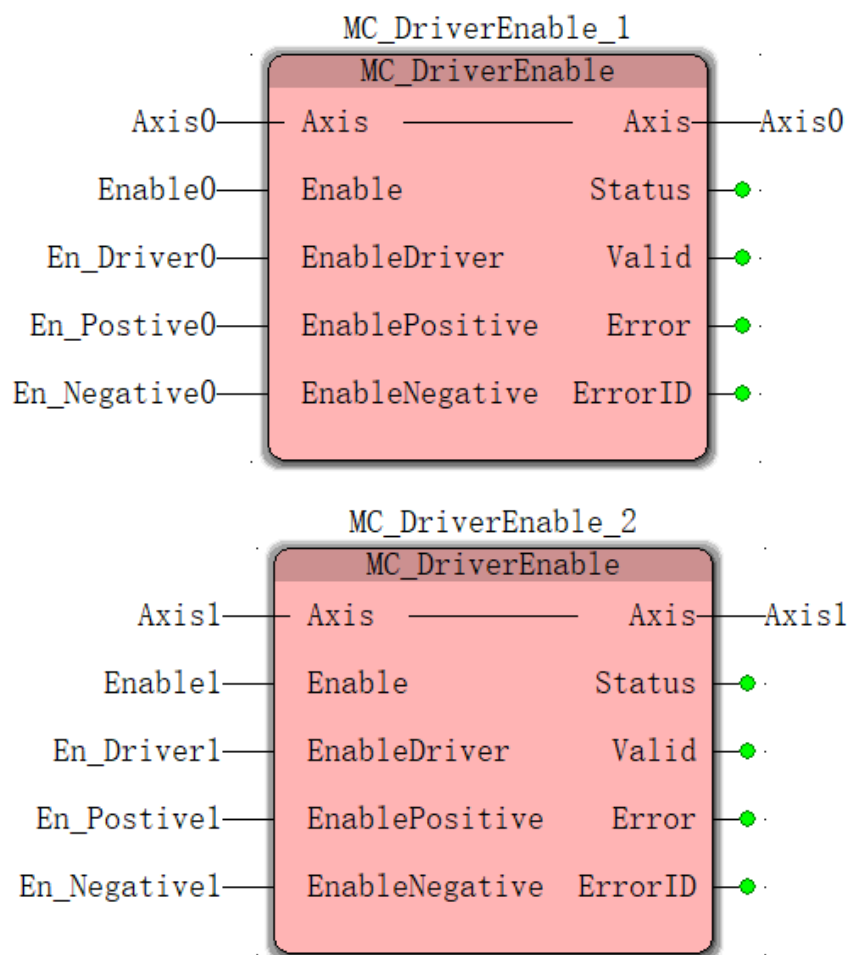 MC_DriverEnable_1
MC_DriverEnable
Axis0 Axis Axis Axis0
Enable0 Enable Status
En_Driver0 EnableDriver Valid
En_Postive0 EnablePositive Error
En_Negative0 EnableNegative ErrorID
MC_DriverEnable_2
MC_DriverEnable
Axis1 Axis Axis Axis1
Enable1 Enable Status
En_Driver1 EnableDriver Valid
En_Postive1 EnablePositive Error
En_Negative1 EnableNegative ErrorID